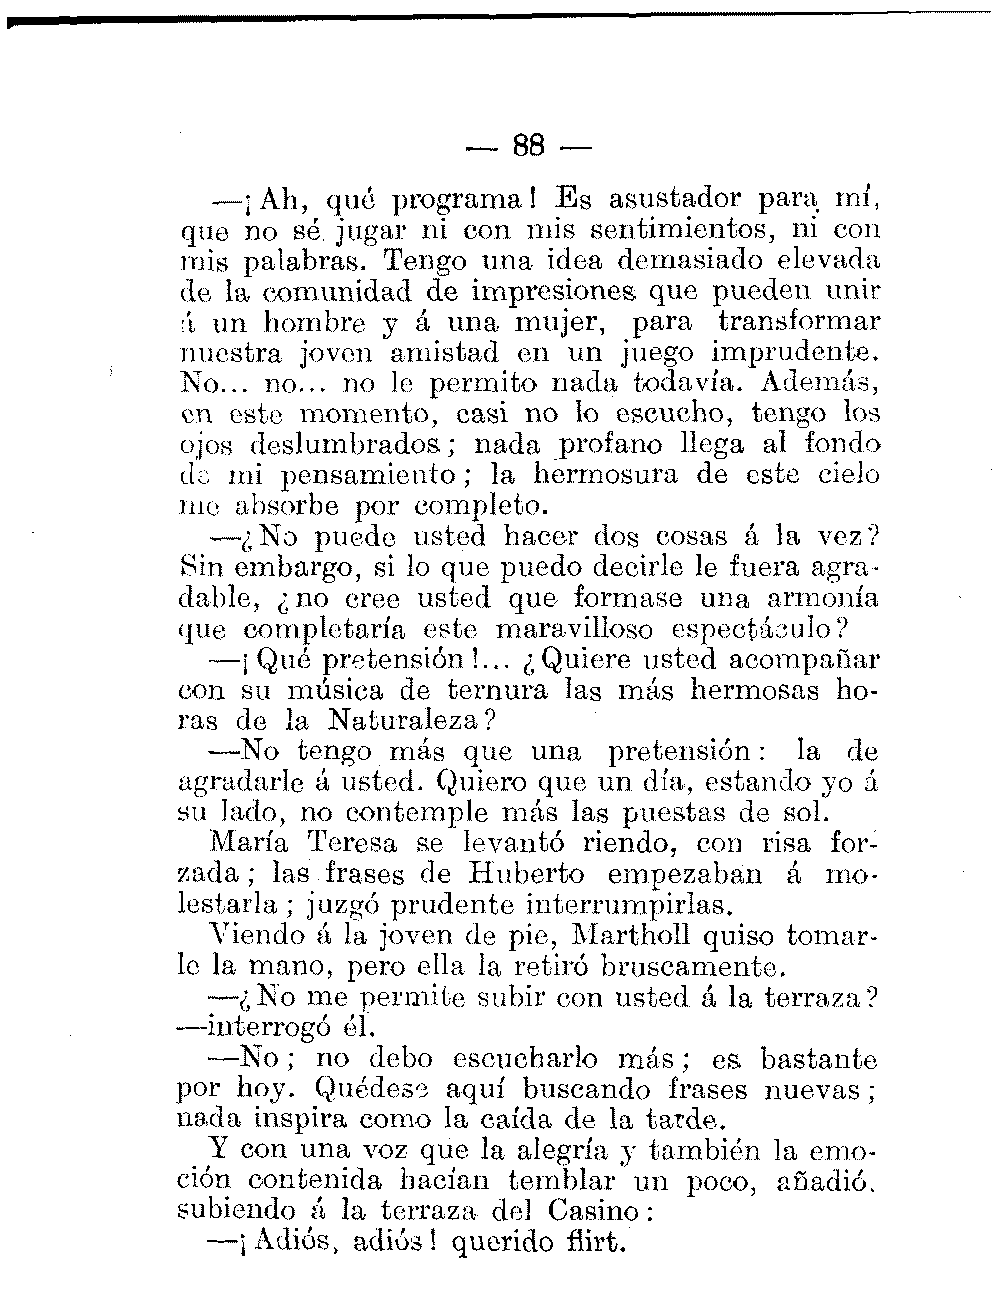 — 88 —
—¡Ah, qué programa! Es asustador para mí,
que no sé jugar ni con mis sentimientos, ni con
mis palabras. Tengo una idea demasiado elevada
de la comunidad de impresiones que pueden unir
á un hombre y á una mujer, para transformar
nuestra joven amistad en un juego imprudente.
No... no... no le permito nada todavía. Además,
en este momento, casi no lo escucho, tengo los
ojos deslumbrados; nada profano llega al fondo
de mi pensamiento; la hermosura de este cielo
me absorbe por completo.
—¿No puede usted hacer dos cosas á la vez?
Sin embargo, si lo que puedo decirle le fuera agra-
dable, ¿no cree usted que formase una armonía
que completaría este maravilloso espectáculo?
—¡Qué pretensión!... ¿Quiere usted acompañar
con su música de ternura las más hermosas ho-
ras de la Naturaleza?
—No tengo más que una pretensión: la de
agradarle á usted. Quiero que un día, estando yo á
su lado, no contemple más las puestas de sol.
María Teresa se levantó riendo, con risa for-
zada; las frases de Huberto empezaban á mo-
lestarla; juzgó prudente interrumpirlas.
Viendo á la joven de pie, Martholl quiso tomar-
le la mano, pero ella la retiró bruscamente.
—¿No me permite subir con usted á la terraza?
—interrogó él.
—No; no debo escucharlo más; es bastante
por hoy. Quédese aquí buscando frases nuevas;
nada inspira como la caída de la tarde.
Y con una voz que la alegría y también la emo-
ción contenida hacían temblar un poco, añadió.
subiendo á la terraza del Casino:
—¡Adiós, adiós! querido flirt.